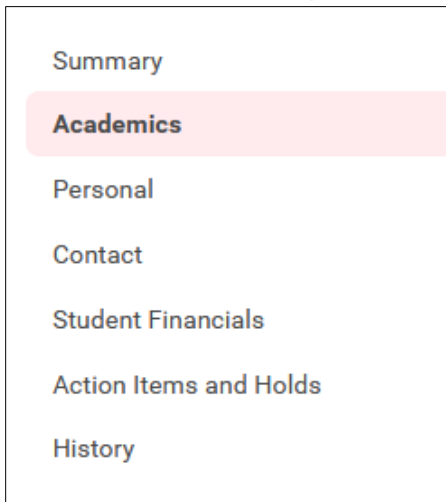 Summary
Academics
Personal
Contact
Student Financials
Action Items and Holds
History